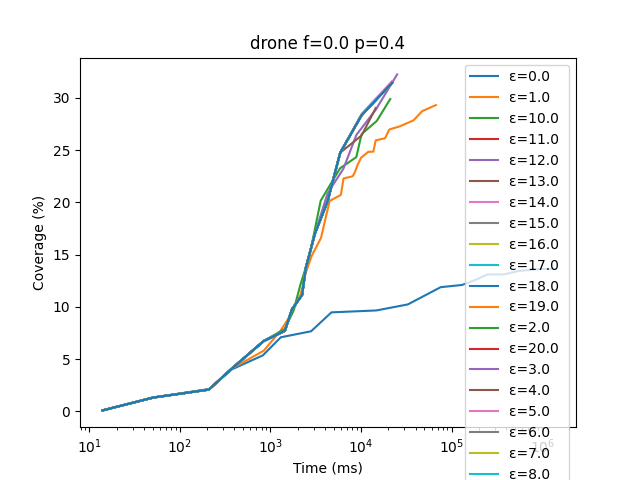 drone f=0.0 p=0.4
Coverage (%)
30
25
20
15
10
5
0
10¹ 10² 10³ 10⁴ 10⁵ 10⁶
Time (ms)
ε=0.0
ε=1.0
ε=10.0
ε=11.0
ε=12.0
ε=13.0
ε=14.0
ε=15.0
ε=16.0
ε=17.0
ε=18.0
ε=19.0
ε=2.0
ε=20.0
ε=3.0
ε=4.0
ε=5.0
ε=6.0
ε=7.0
ε=8.0